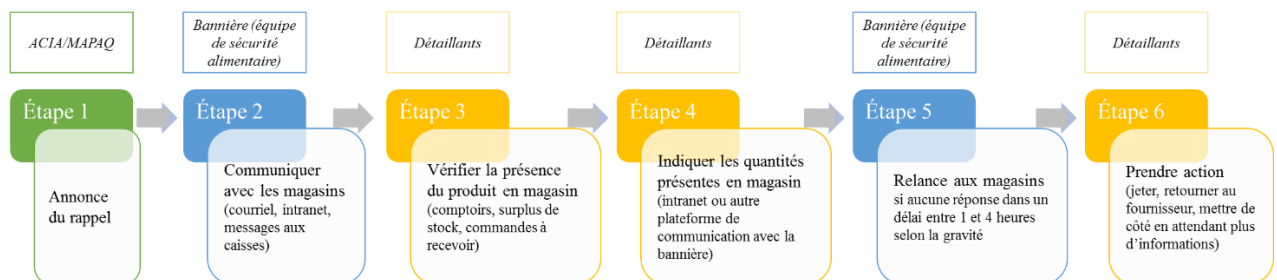 ACIA/MAPAQ
Étape 1
Annonce
du rappel
Bannière (équipe
de sécurité
alimentaire)
Étape 2
Communiquer
avec les magasins
(courriel, intranet,
messages aux
caisses)
Détaillants
Étape 3
Vérifier la présence
du produit en magasin
(comptoirs, surplus de
stock, commandes à
recevoir)
Détaillants
Étape 4
Indiquer les quantités
présentes en magasin
(intranet ou autre
plateforme de
communication avec la
bannière)
Bannière (équipe de
sécurité
alimentaire)
Étape 5
Relance aux magasins
si aucune réponse dans un
délai entre 1 et 4 heures
selon la gravité
Détaillants
Étape 6
Prendre action
(jeter, retourner au
fournisseur, mettre de
côté en attendant plus
d’informations)